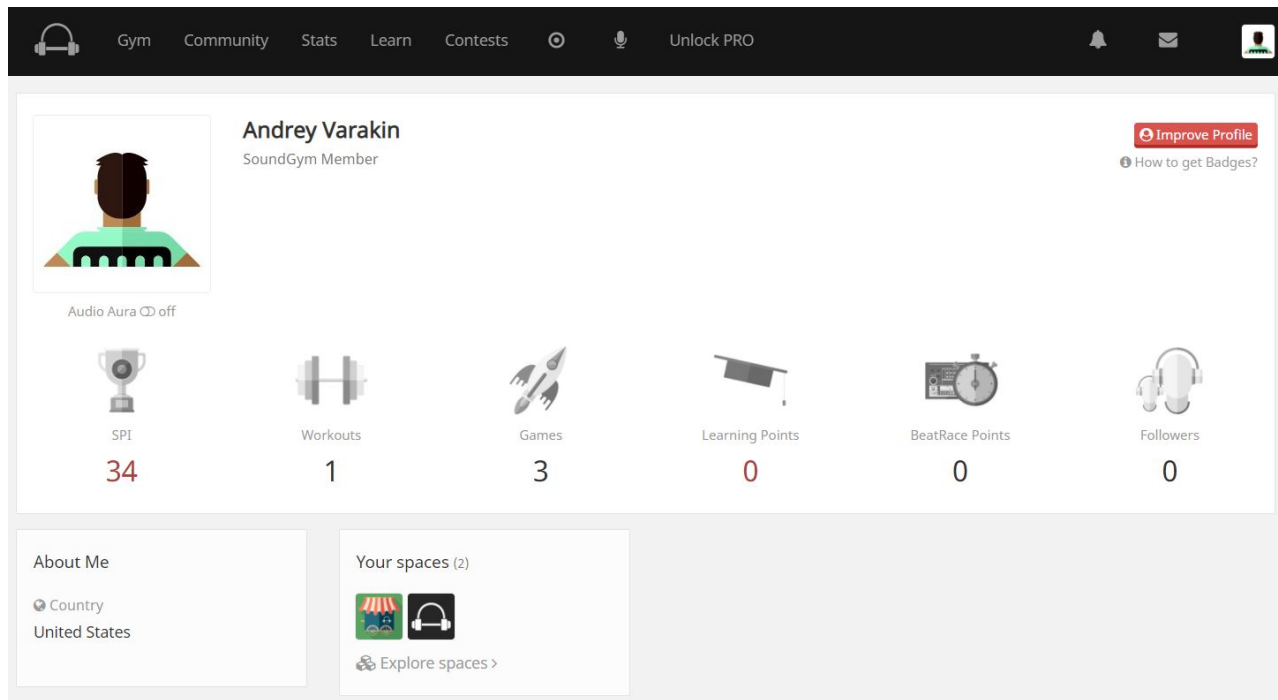 Gym Community Stats Learn Contests Unlock PRO
Andrey Varakin
SoundGym Member
Improve Profile
How to get Badges?
Audio Aura off
SPI Workouts Games Learning Points BeatRace Points Followers
34 1 3 0 0 0
About Me
Country
United States
Your spaces (2)
Explore spaces >